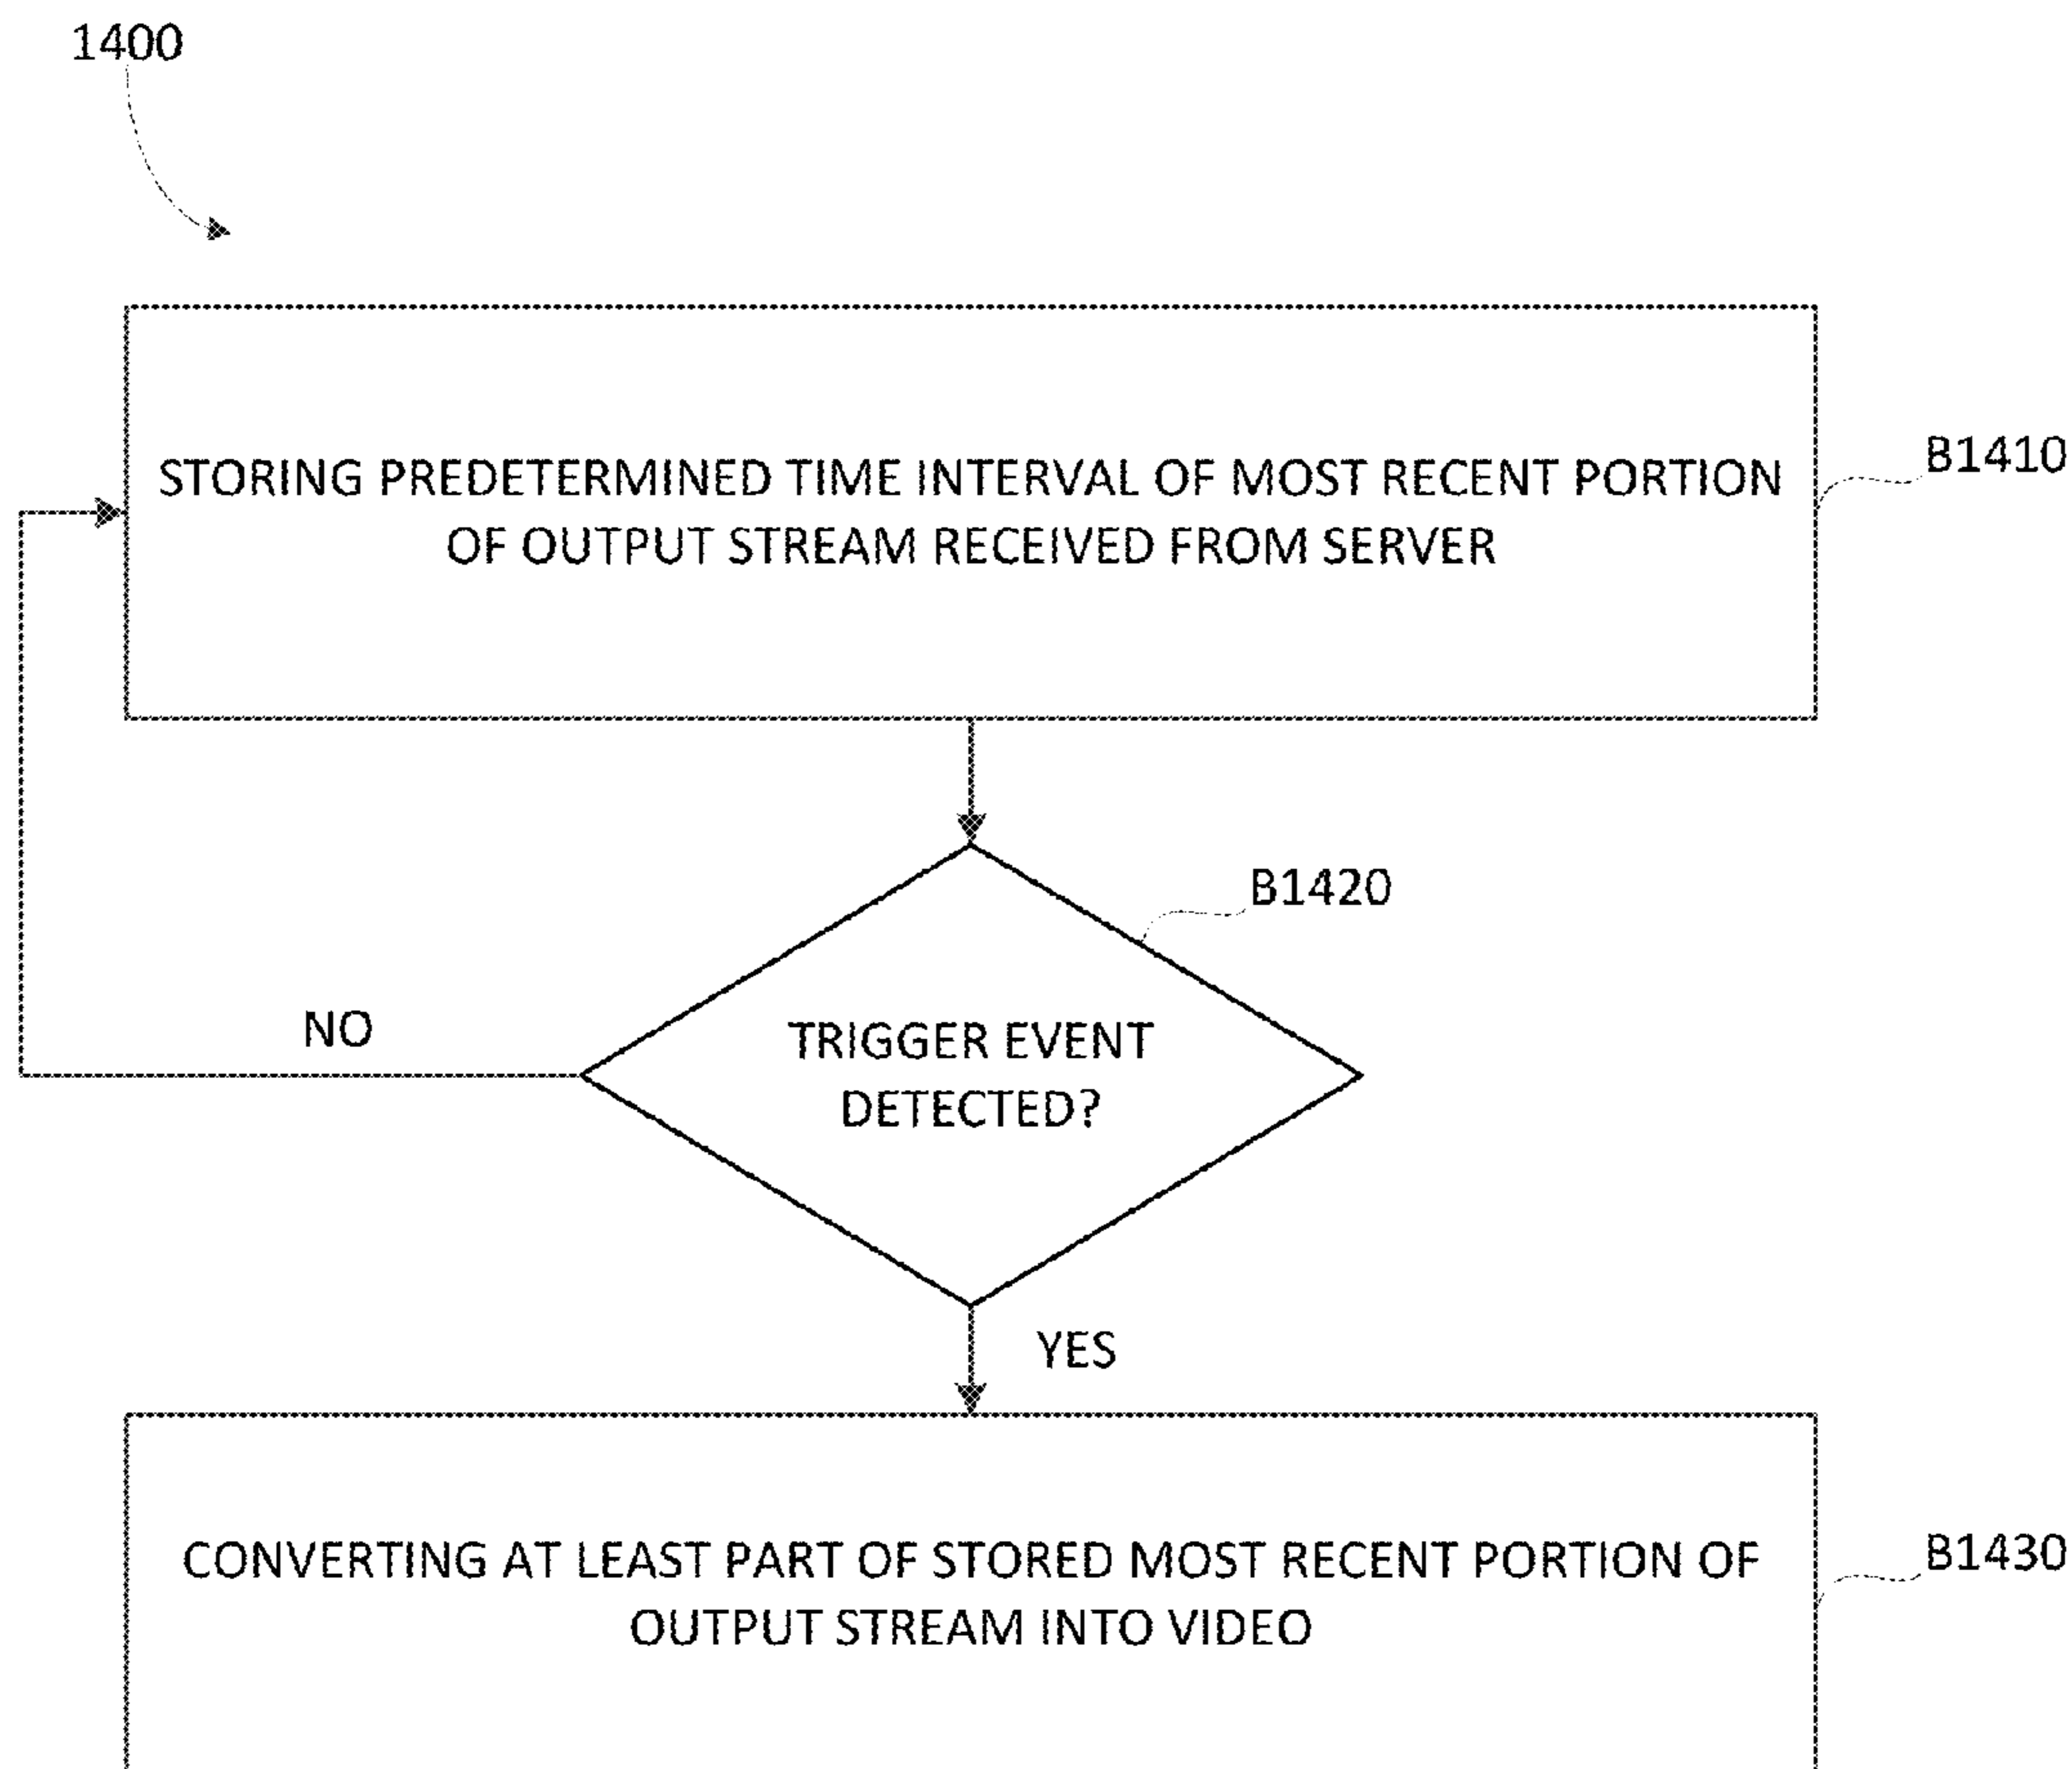 1400
STORING PREDETERMINED TIME INTERVAL OF MOST RECENT PORTION
OF OUTPUT STREAM RECEIVED FROM SERVER
B1410
B1420
TRIGGER EVENT
DETECTED?
NO
YES
CONVERTING AT LEAST PART OF STORED MOST RECENT PORTION OF
OUTPUT STREAM INTO VIDEO
B1430